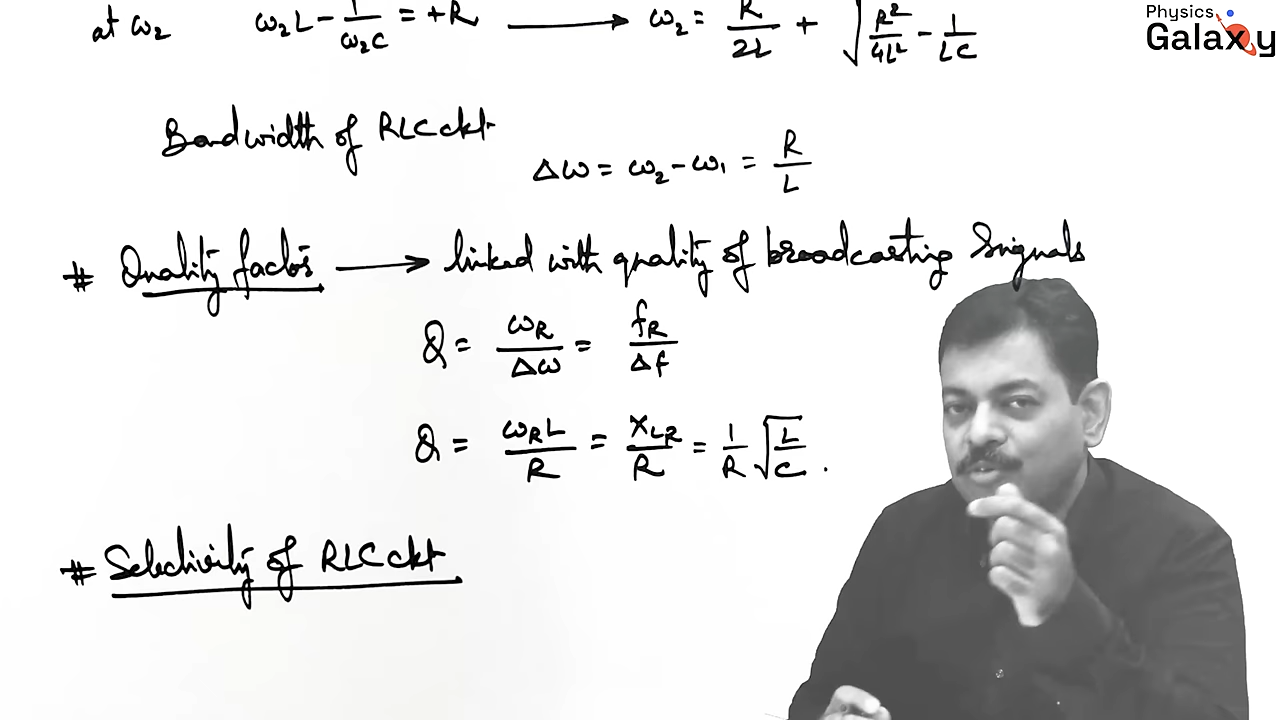 Physics Galaxy
at ω₂ ω₂L - 1/ω₂C = +R ⟶ ω₂ = R/2L + √(R²/4L² - 1/LC)
Bandwidth of RLC ckt
Δω = ω₂ - ω₁ = R/L
# Quality factor ⟶ linked with quality of broadcasting Signals
Q = ω_R/Δω = f_R/Δf
Q = ω_R L/R = X_LR/R = 1/R √(L/C) .
# Selectivity of RLC ckt